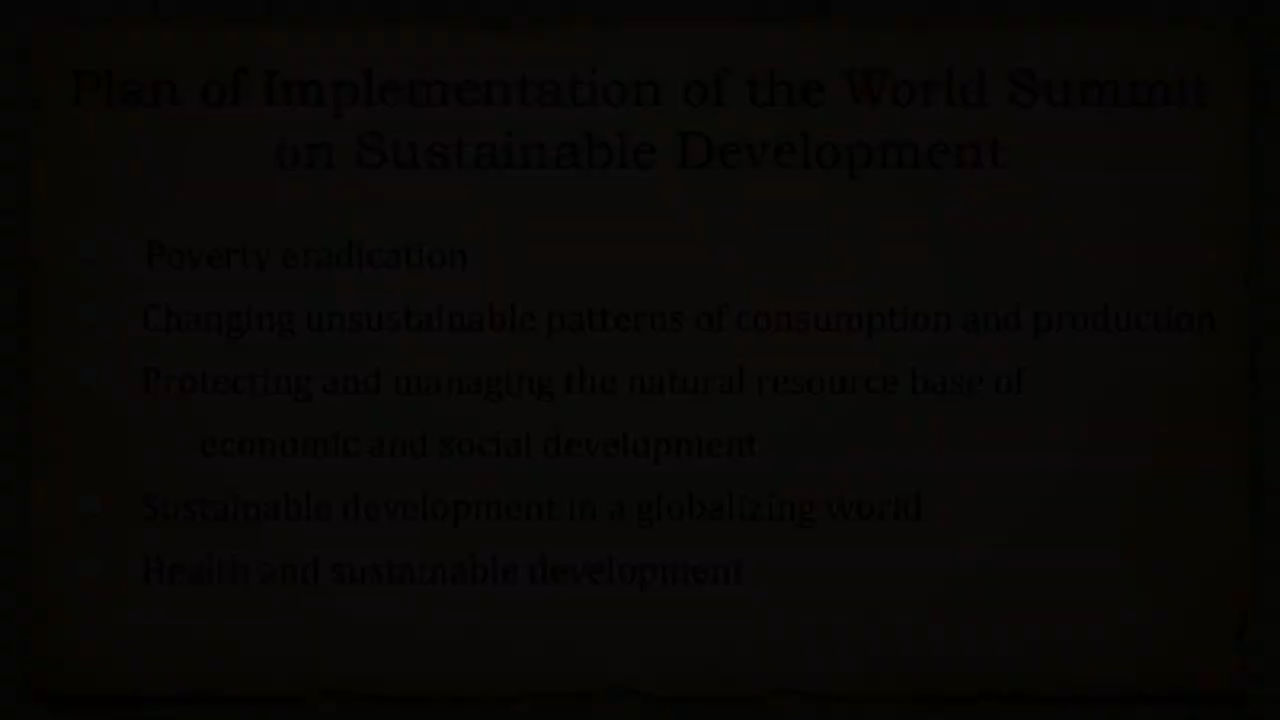 Plan of Implementation of the World Summit
on Sustainable Development
Poverty eradication
Changing unsustainable patterns of consumption and production
Protecting and managing the natural resource base of
economic and social development
Sustainable development in a globalizing world
Health and sustainable development